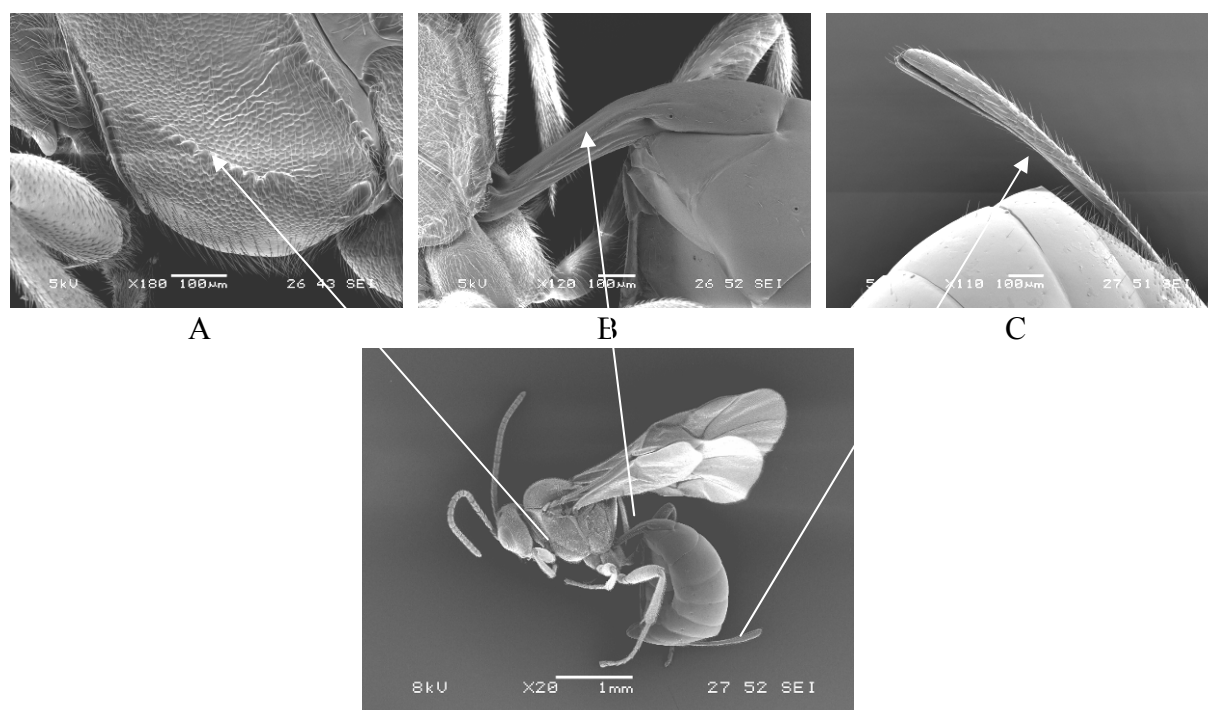 5kV X180 100µm 26 43 SEI
5kV X120 100µm 26 52 SEI
X110 100µm 27 51 SEI
A
B
C
8kV X20 1mm 27 52 SEI